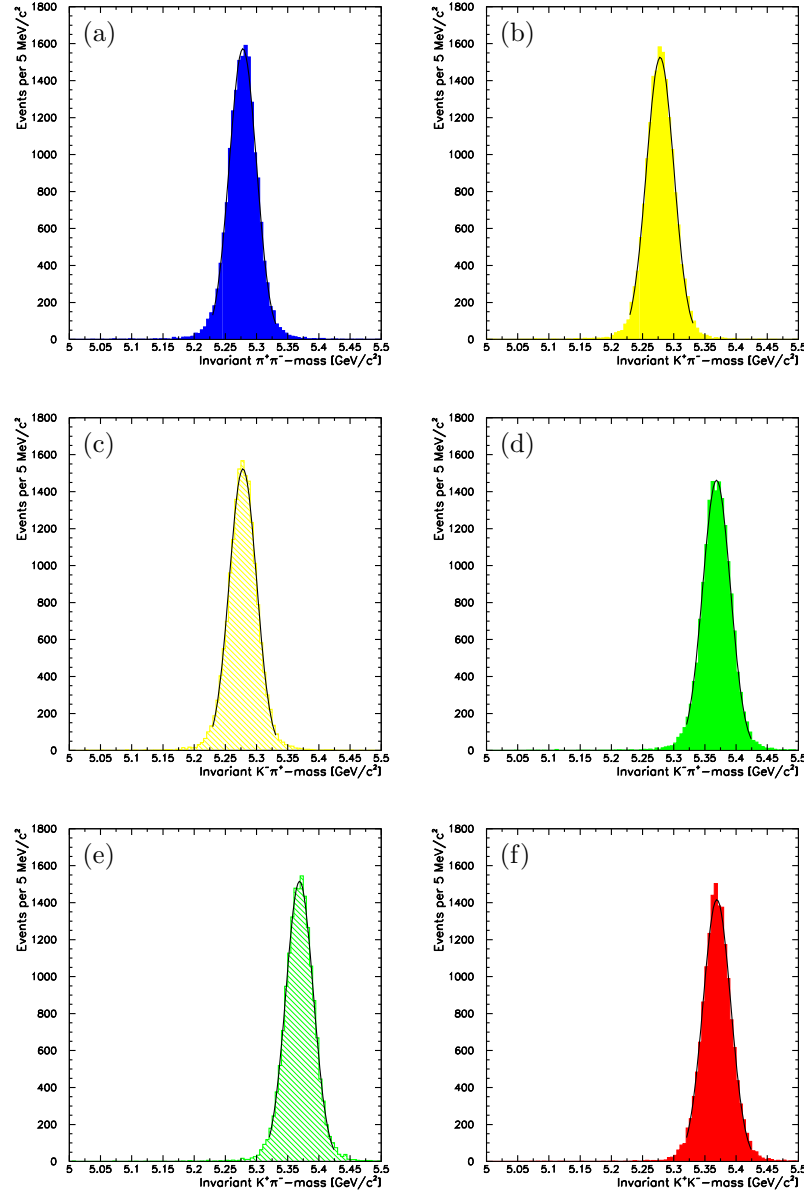 (a)
Events per 5 MeV/c²
1800
1600
1400
1200
1000
800
600
400
200
0
5 5.05 5.1 5.15 5.2 5.25 5.3 5.35 5.4 5.45 5.5
Invariant π⁺π⁻−mass [GeV/c²]
(b)
Events per 5 MeV/c²
1800
1600
1400
1200
1000
800
600
400
200
0
5 5.05 5.1 5.15 5.2 5.25 5.3 5.35 5.4 5.45 5.5
Invariant K⁺π⁻−mass [GeV/c²]
(c)
Events per 5 MeV/c²
1800
1600
1400
1200
1000
800
600
400
200
0
5 5.05 5.1 5.15 5.2 5.25 5.3 5.35 5.4 5.45 5.5
Invariant K⁻π⁺−mass [GeV/c²]
(d)
Events per 5 MeV/c²
1800
1600
1400
1200
1000
800
600
400
200
0
5 5.05 5.1 5.15 5.2 5.25 5.3 5.35 5.4 5.45 5.5
Invariant K⁻π⁺−mass [GeV/c²]
(e)
Events per 5 MeV/c²
1800
1600
1400
1200
1000
800
600
400
200
0
5 5.05 5.1 5.15 5.2 5.25 5.3 5.35 5.4 5.45 5.5
Invariant K⁺π⁻−mass [GeV/c²]
(f)
Events per 5 MeV/c²
1800
1600
1400
1200
1000
800
600
400
200
0
5 5.05 5.1 5.15 5.2 5.25 5.3 5.35 5.4 5.45 5.5
Invariant K⁺K⁻−mass [GeV/c²]